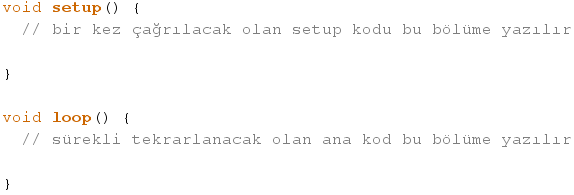 void setup() {
  // bir kez çağrılacak olan setup kodu bu bölüme yazılır
}
void loop() {
  // sürekli tekrarlanacak olan ana kod bu bölüme yazılır
}